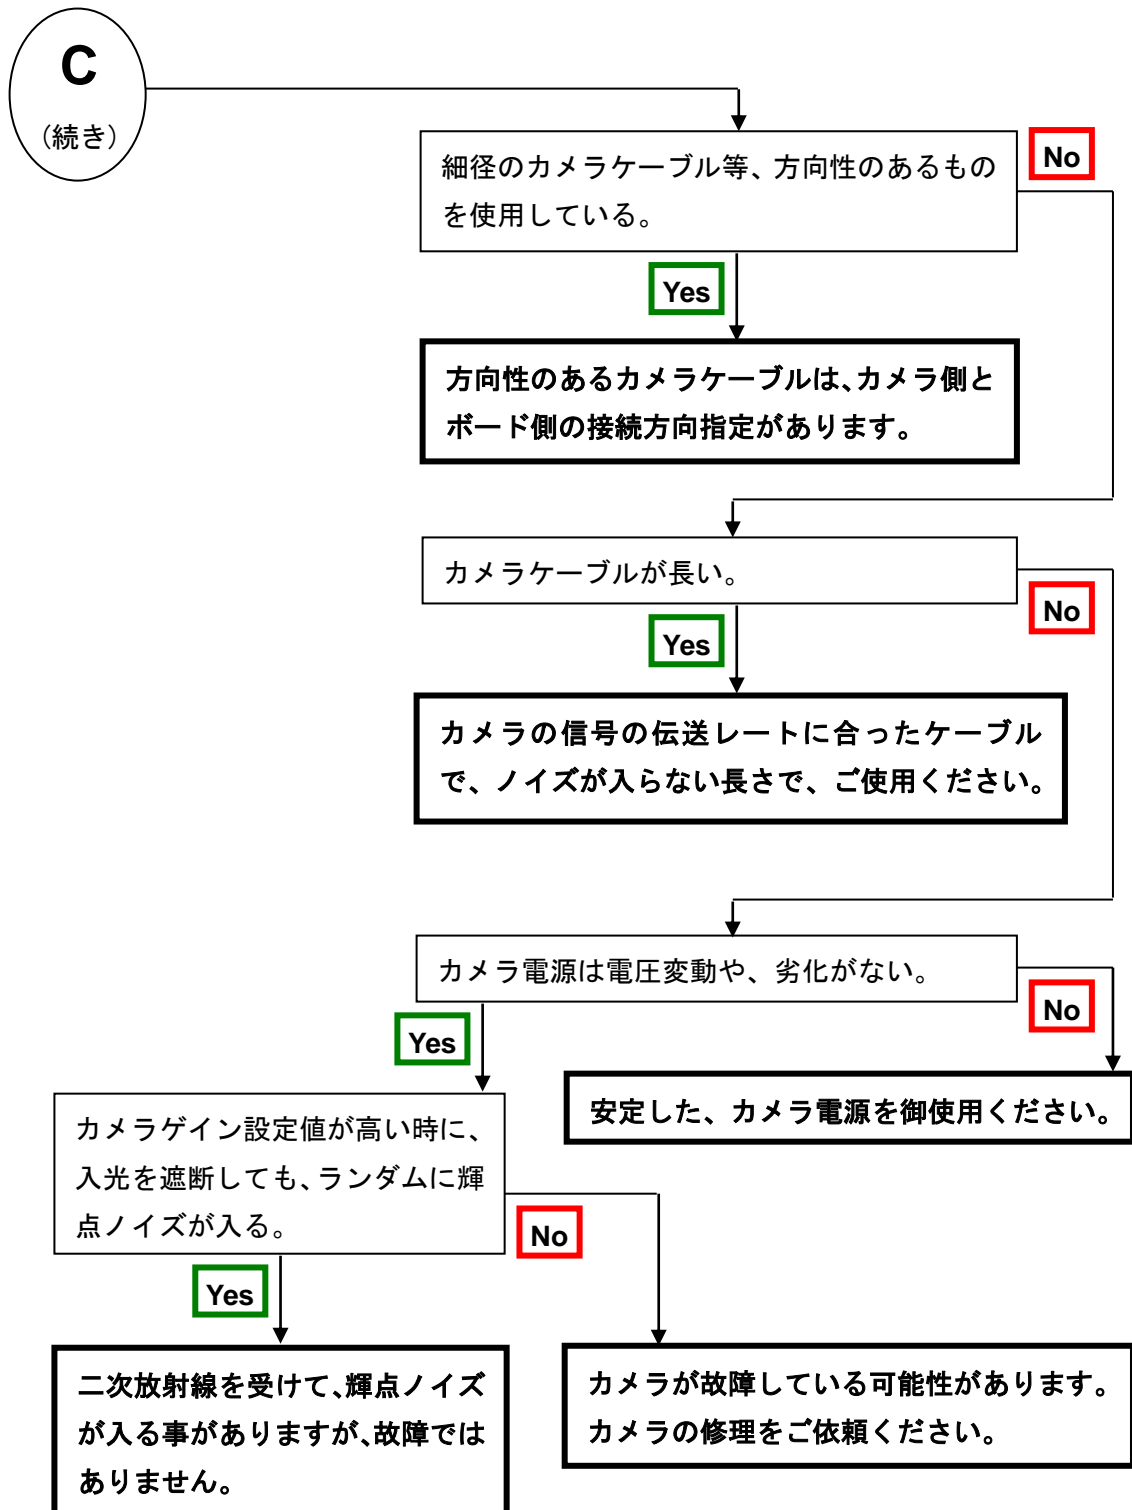 C
（続き）
細径のカメラケーブル等、方向性のあるもの
を使用している。
No
Yes
方向性のあるカメラケーブルは、カメラ側と
ボード側の接続方向指定があります。
カメラケーブルが長い。
No
Yes
カメラの信号の伝送レートに合ったケーブル
で、ノイズが入らない長さで、ご使用ください。
カメラ電源は電圧変動や、劣化がない。
No
Yes
安定した、カメラ電源を御使用ください。
カメラゲイン設定値が高い時に、
入光を遮断しても、ランダムに輝
点ノイズが入る。
No
Yes
二次放射線を受けて、輝点ノイズ
が入る事がありますが、故障では
ありません。
カメラが故障している可能性があります。
カメラの修理をご依頼ください。